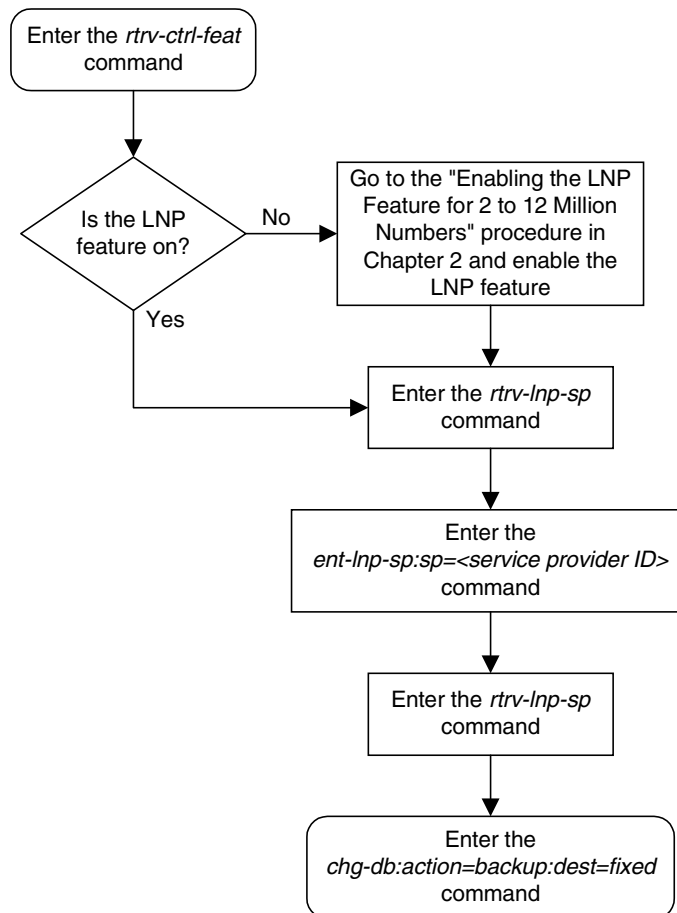 Enter the rtrv-ctrl-feat
command
Is the LNP
feature on?
No
Go to the "Enabling the LNP
Feature for 2 to 12 Million
Numbers" procedure in
Chapter 2 and enable the
LNP feature
Yes
Enter the rtrv-lnp-sp
command
Enter the
ent-lnp-sp:sp=<service provider ID>
command
Enter the rtrv-lnp-sp
command
Enter the
chg-db:action=backup:dest=fixed
command